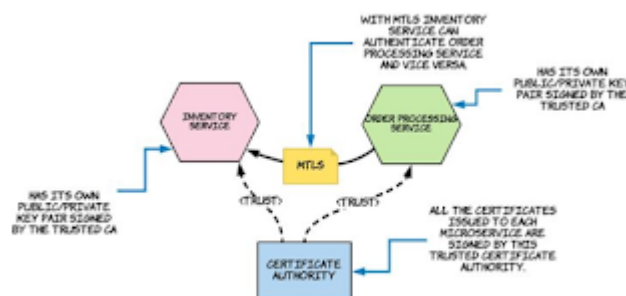 WITH MTLS INVENTORY
SERVICE CAN
AUTHENTICATE ORDER
PROCESSING SERVICE
AND VICE VERSA.
HAS ITS OWN
PUBLIC/PRIVATE KEY
PAIR SIGNED BY THE
TRUSTED CA
INVENTORY
SERVICE
ORDER PROCESSING
SERVICE
MTLS
HAS ITS OWN
PUBLIC/PRIVATE
KEY PAIR SIGNED
BY THE TRUSTED CA
(TRUST)
(TRUST)
ALL THE CERTIFICATES
ISSUED TO EACH
MICROSERVICE ARE
SIGNED BY THIS
TRUSTED CERTIFICATE
AUTHORITY.
CERTIFICATE
AUTHORITY